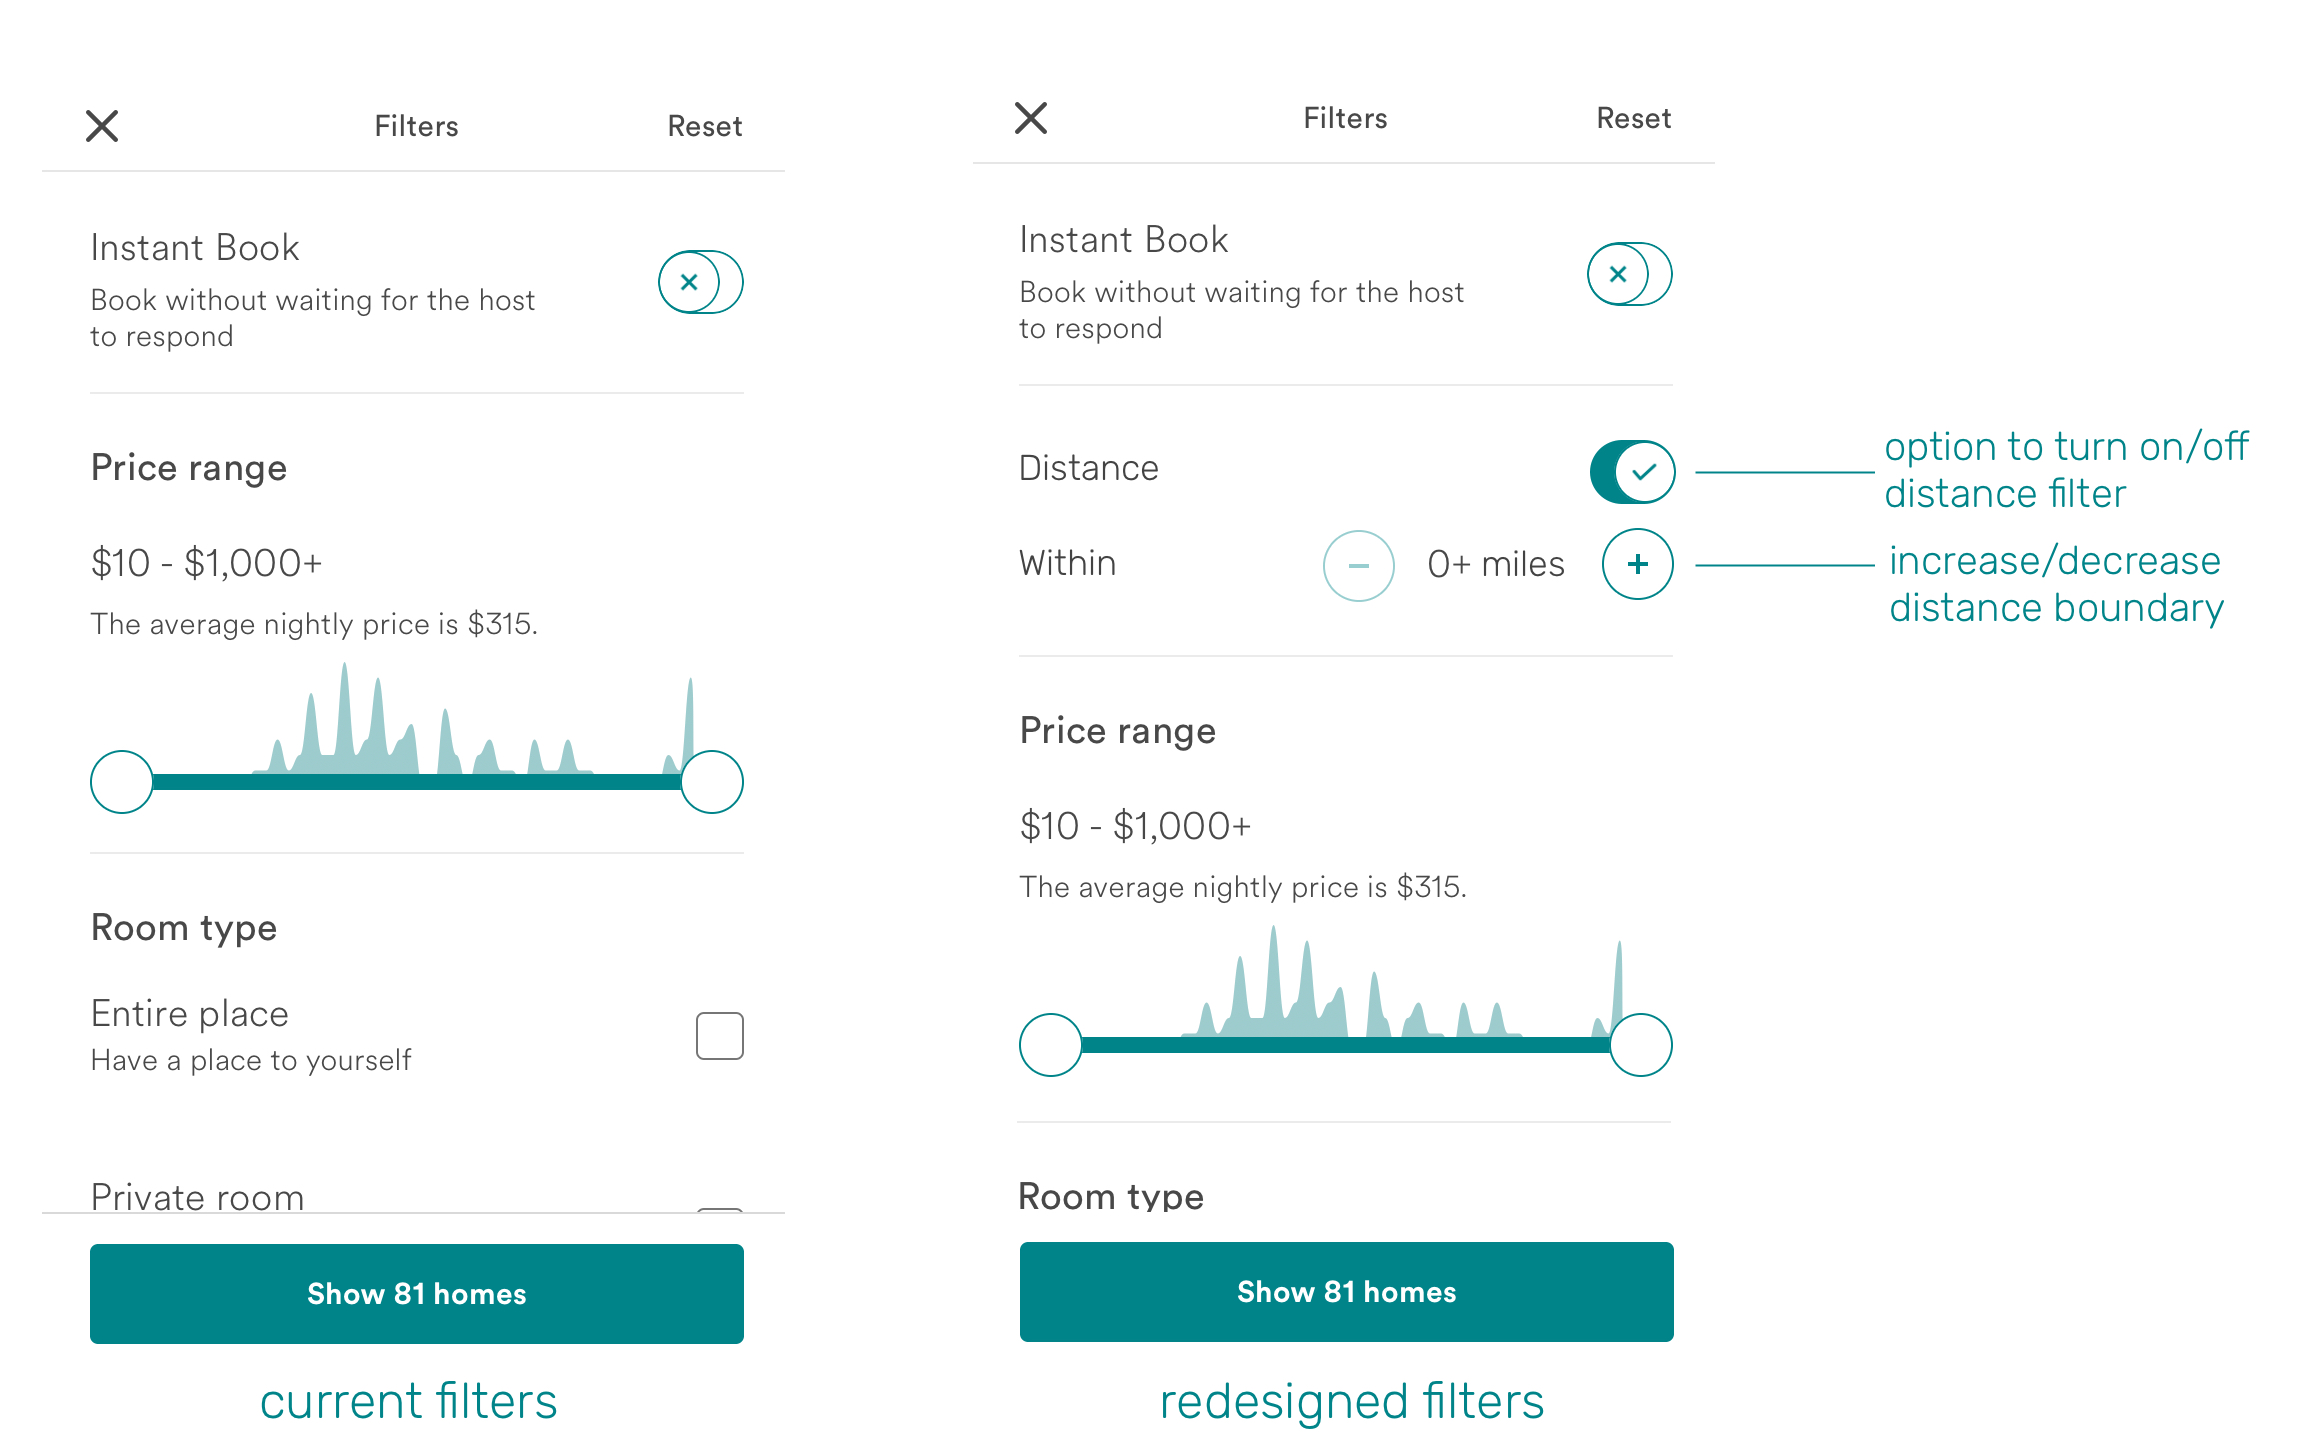 Filters
Reset
Instant Book
Book without waiting for the host
to respond
Price range
$10 - $1,000+
The average nightly price is $315.
Room type
Entire place
Have a place to yourself
Private room
Show 81 homes
current filters
Filters
Reset
Instant Book
Book without waiting for the host
to respond
Distance
Within
0+ miles
option to turn on/off
distance filter
increase/decrease
distance boundary
Price range
$10 - $1,000+
The average nightly price is $315.
Room type
Show 81 homes
redesigned filters